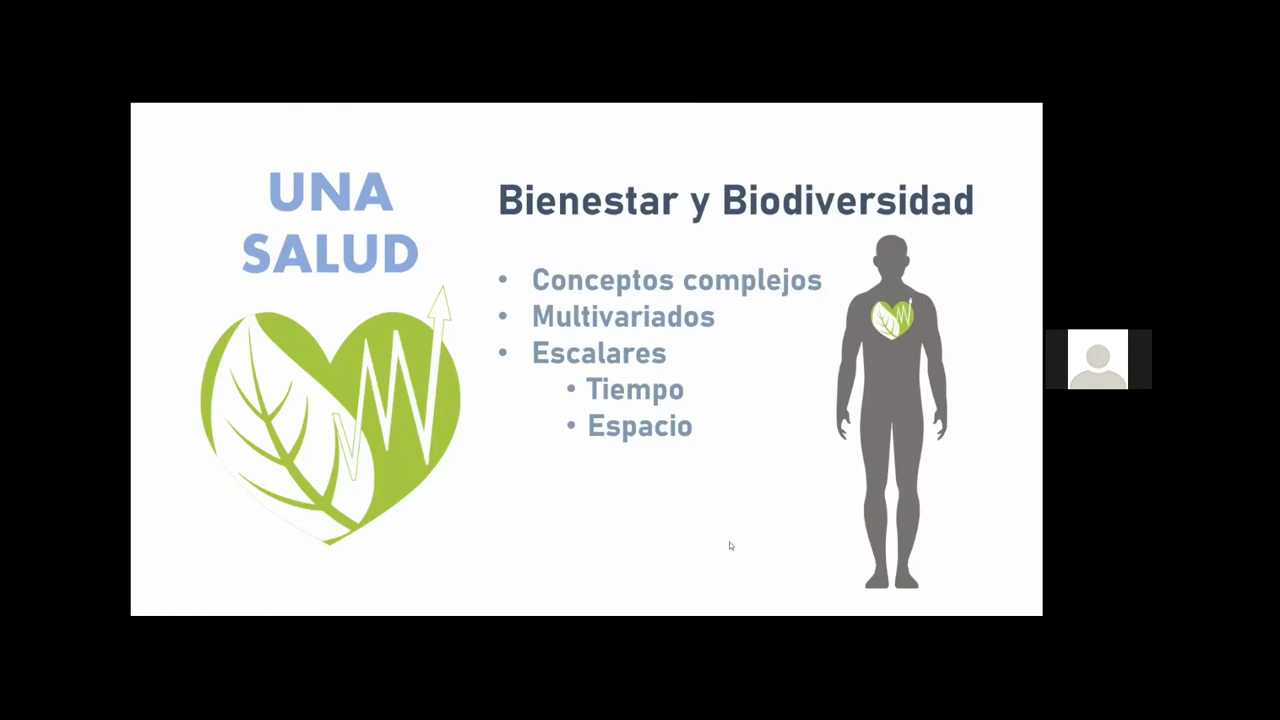 UNA
SALUD
Bienestar y Biodiversidad
• Conceptos complejos
• Multivariados
• Escalares
• Tiempo
• Espacio